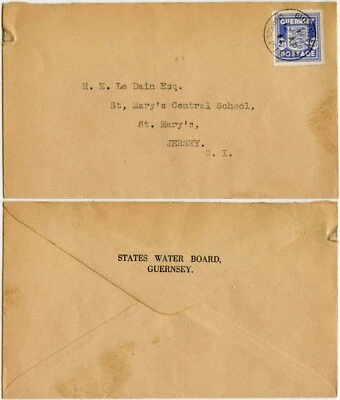 GUERNSEY
POSTAGE
H. E. Le Dain Esq.
St, Mary's Central School,
St. Mary's,
JERSEY.
C. I.
STATES WATER BOARD,
GUERNSEY.